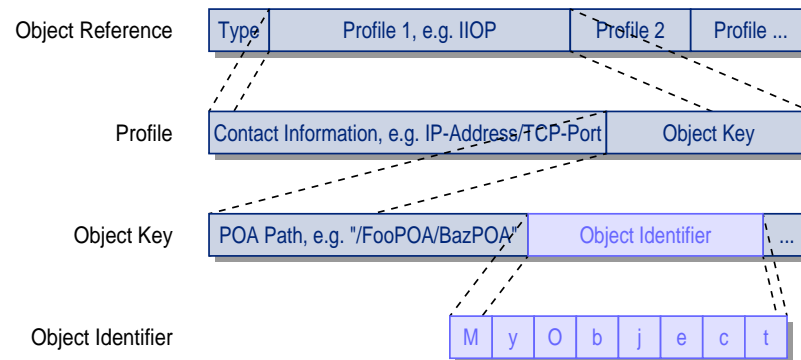 Object Reference Type Profile 1, e.g. IIOP Profile 2 Profile ...
Profile Contact Information, e.g. IP-Address/TCP-Port Object Key
Object Key POA Path, e.g. "/FooPOA/BazPOA" Object Identifier ...
Object Identifier M y O b j e c t